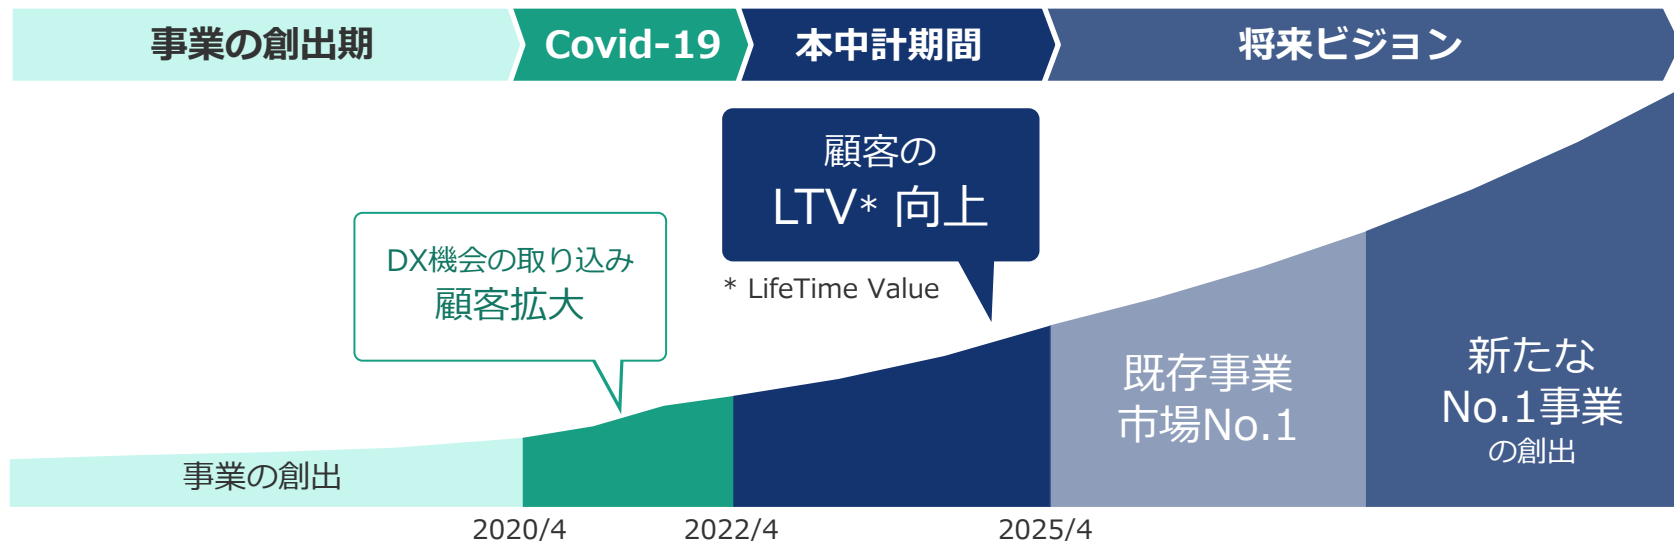 事業の創出期
Covid-19
本中計期間
将来ビジョン
顧客の
LTV* 向上
* LifeTime Value
DX機会の取り込み
顧客拡大
事業の創出
既存事業
市場No.1
新たな
No.1事業
の創出
2020/4
2022/4
2025/4